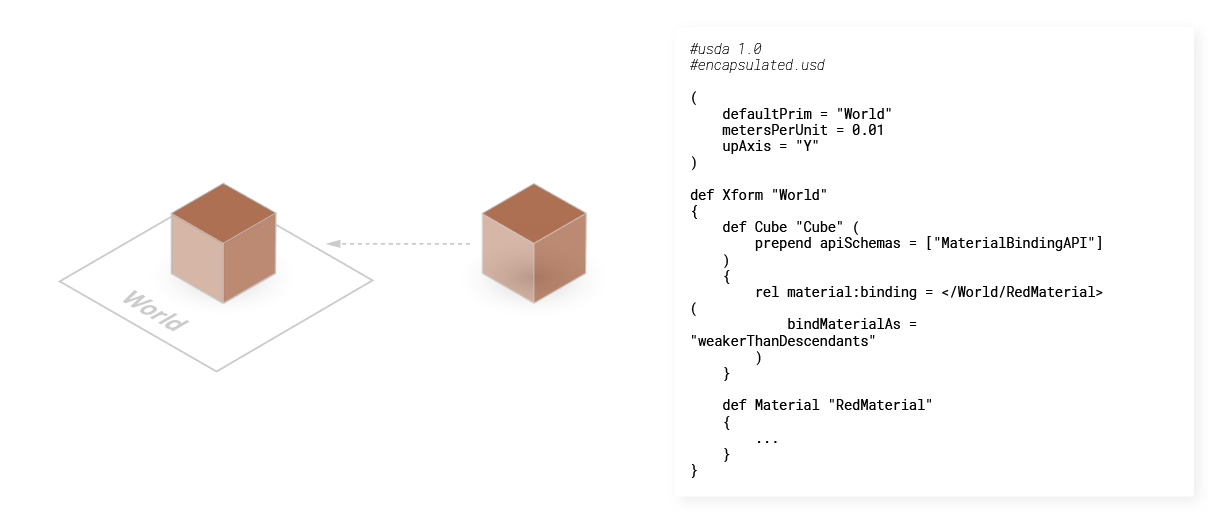 World
#usda 1.0
#encapsulated.usd
(
    defaultPrim = "World"
    metersPerUnit = 0.01
    upAxis = "Y"
)
def Xform "World"
{
    def Cube "Cube" (
        prepend apiSchemas = ["MaterialBindingAPI"]
    )
    {
        rel material:binding = </World/RedMaterial>
(
            bindMaterialAs =
"weakerThanDescendants"
        )
    }
    def Material "RedMaterial"
    {
        ...
    }
}